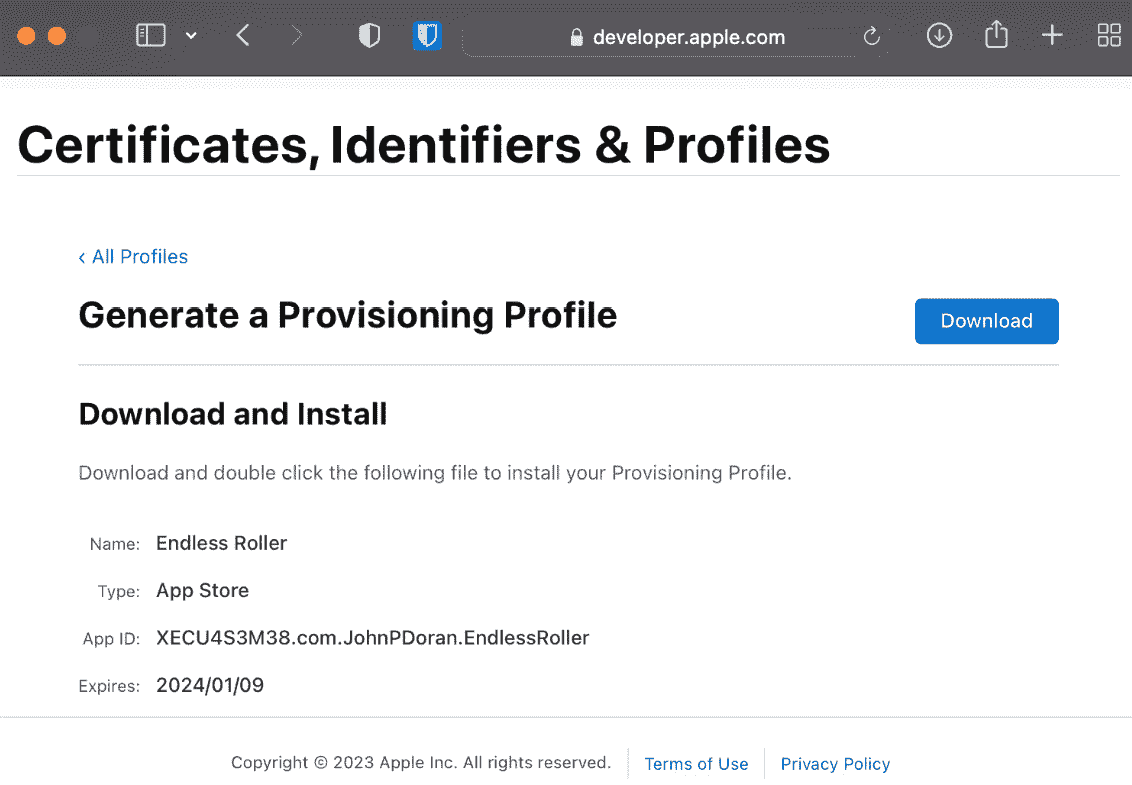 developer.apple.com
Certificates, Identifiers & Profiles
‹ All Profiles
Generate a Provisioning Profile
Download
Download and Install
Download and double click the following file to install your Provisioning Profile.
Name: Endless Roller
Type: App Store
App ID: XECU4S3M38.com.JohnPDoran.EndlessRoller
Expires: 2024/01/09
Copyright © 2023 Apple Inc. All rights reserved. Terms of Use Privacy Policy